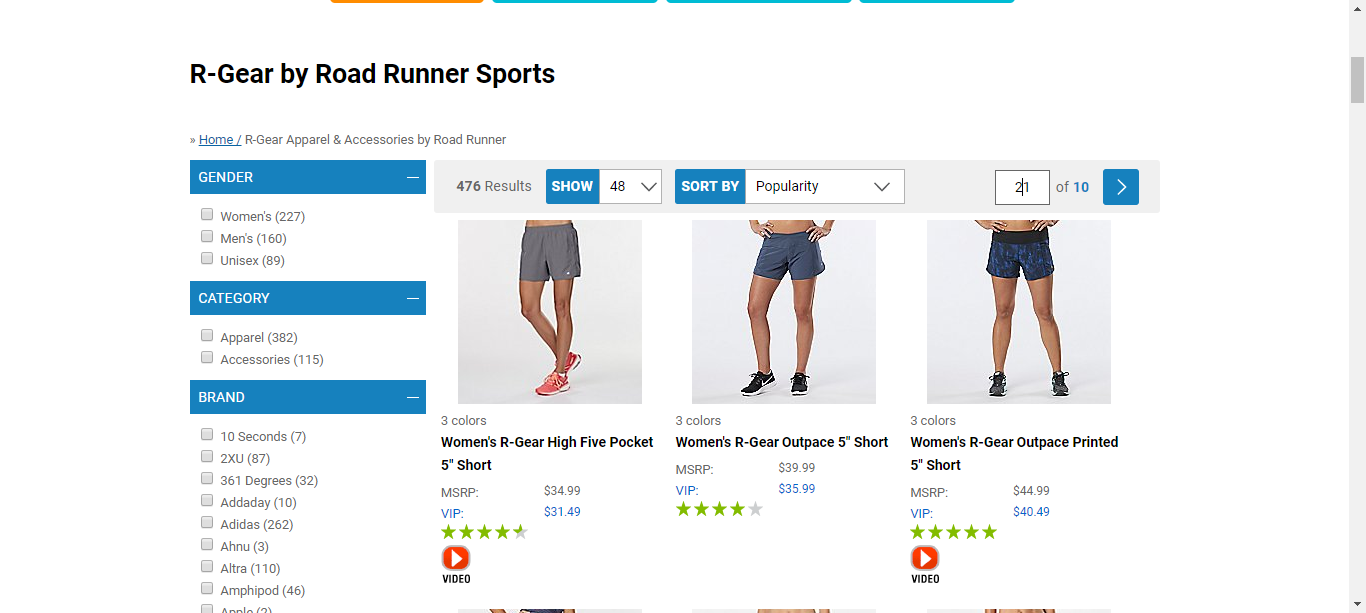 R-Gear by Road Runner Sports
» Home / R-Gear Apparel & Accessories by Road Runner
GENDER
Women's (227)
Men's (160)
Unisex (89)
CATEGORY
Apparel (382)
Accessories (115)
BRAND
10 Seconds (7)
2XU (87)
361 Degrees (32)
Addaday (10)
Adidas (262)
Ahnu (3)
Altra (110)
Amphipod (46)
Apple (2)
476 Results SHOW 48 SORT BY Popularity 21 of 10
3 colors
Women's R-Gear High Five Pocket
5" Short
MSRP: $34.99
VIP: $31.49
VIDEO
3 colors
Women's R-Gear Outpace 5" Short
MSRP: $39.99
VIP: $35.99
3 colors
Women's R-Gear Outpace Printed
5" Short
MSRP: $44.99
VIP: $40.49
VIDEO